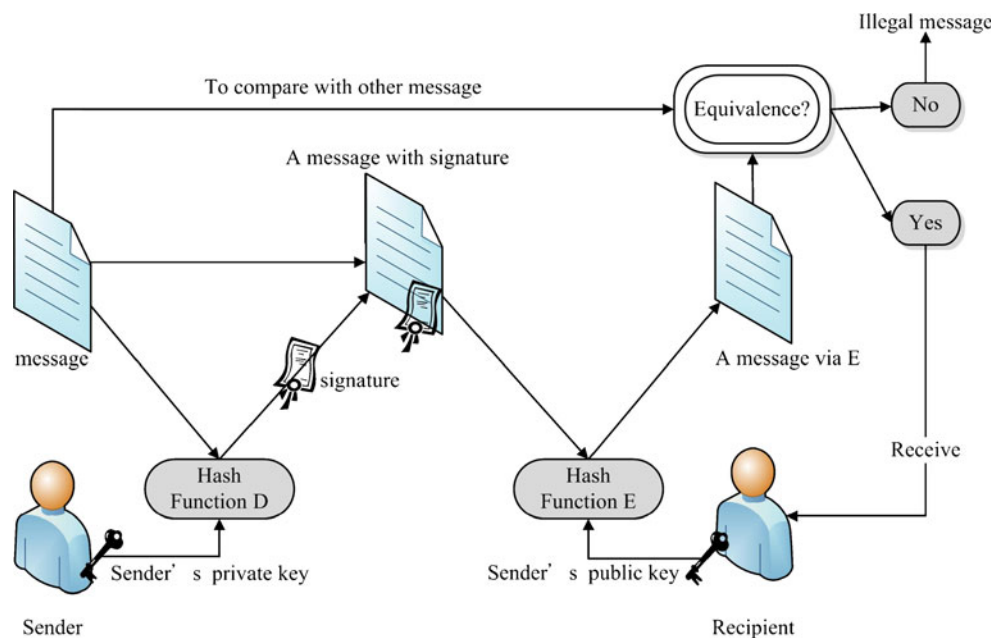 Illegal message
To compare with other message
Equivalence?
No
A message with signature
Yes
message
signature
A message via E
Receive
Hash
Function D
Hash
Function E
Sender' s private key
Sender' s public key
Sender
Recipient